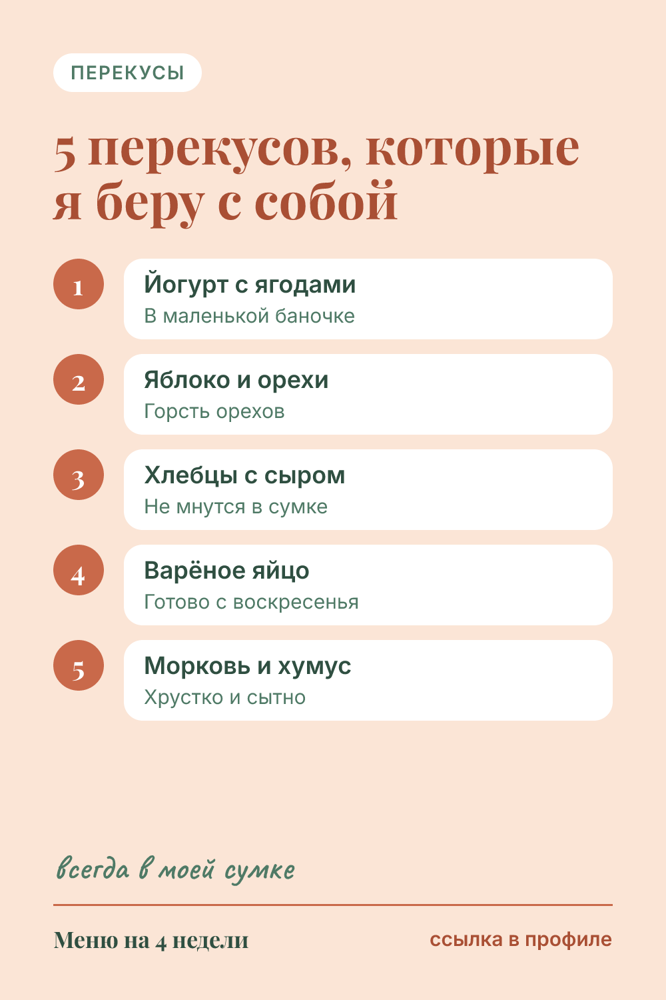 ПЕРЕКУСЫ
5 перекусов, которые
я беру с собой
1
Йогурт с ягодами
В маленькой баночке
2
Яблоко и орехи
Горсть орехов
3
Хлебцы с сыром
Не мнутся в сумке
4
Варёное яйцо
Готово с воскресенья
5
Морковь и хумус
Хрустко и сытно
всегда в моей сумке
Меню на 4 недели
ссылка в профиле